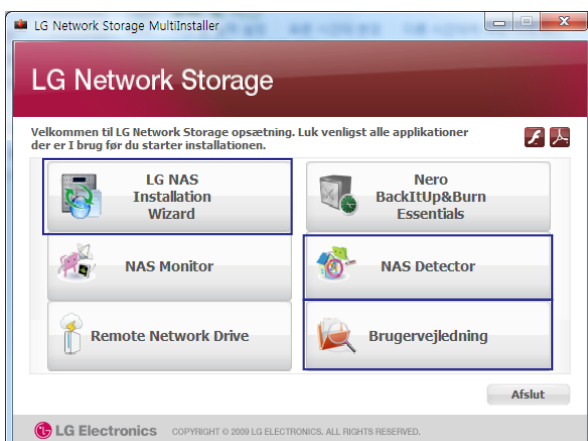 LG Network Storage MultiInstaller
LG Network Storage
Velkommen til LG Network Storage opsætning. Luk venligst alle applikationer
der er I brug før du starter installationen.
LG NAS
Installation
Wizard
Nero
BackItUp&Burn
Essentials
NAS Monitor
NAS Detector
Remote Network Drive
Brugervejledning
Afslut
LG Electronics COPYRIGHT © 2009 LG ELECTRONICS. ALL RIGHTS RESERVED.